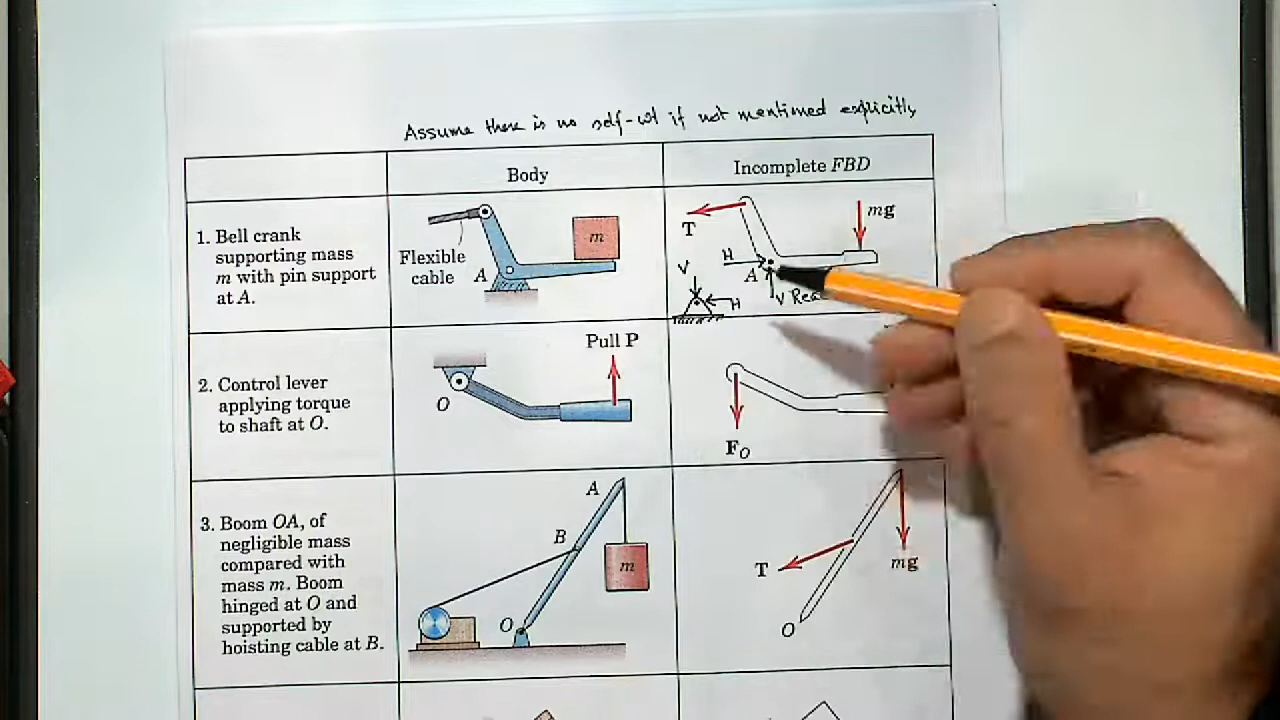 Assume there is no self-wt if not mentioned explicitly
Body
Incomplete FBD
1. Bell crank
supporting mass
m with pin support
at A.
Flexible
cable
A
m
T
mg
H
A
V
V
H
2. Control lever
applying torque
to shaft at O.
Pull P
O
F_O
3. Boom OA, of
negligible mass
compared with
mass m. Boom
hinged at O and
supported by
hoisting cable at B.
A
B
m
O
T
mg
O